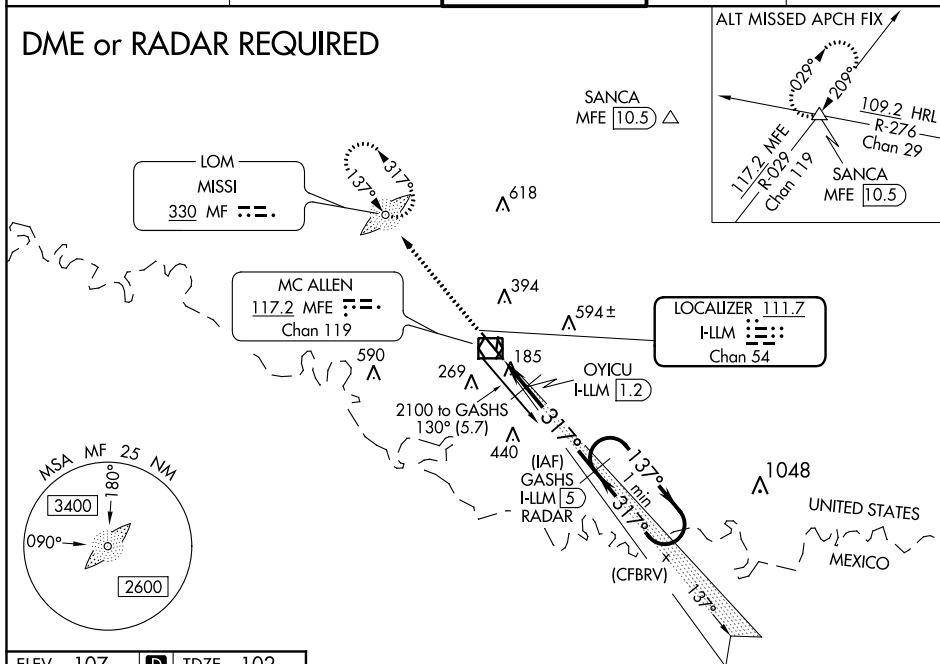 DME or RADAR REQUIRED
ALT MISSED APCH FIX
029°
209°
109.2 HRL
R-276
Chan 29
117.2 MFE
R-029
Chan 119
SANCA
MFE 10.5
SANCA
MFE 10.5
LOM
MISSI
330 MF
317°
137°
618
MC ALLEN
117.2 MFE
Chan 119
394
594±
LOCALIZER 111.7
I-LLM
Chan 54
590
269
185
OYICU
I-LLM 1.2
2100 to GASHS
130° (5.7)
440
317°
137°
1 min
317°
(IAF)
GASHS
I-LLM 5
RADAR
1048
UNITED STATES
MEXICO
(CFBRV)
x
137°
MSA MF 25 NM
180°
3400
090°
2600
ELEV 107 D TDZE 102